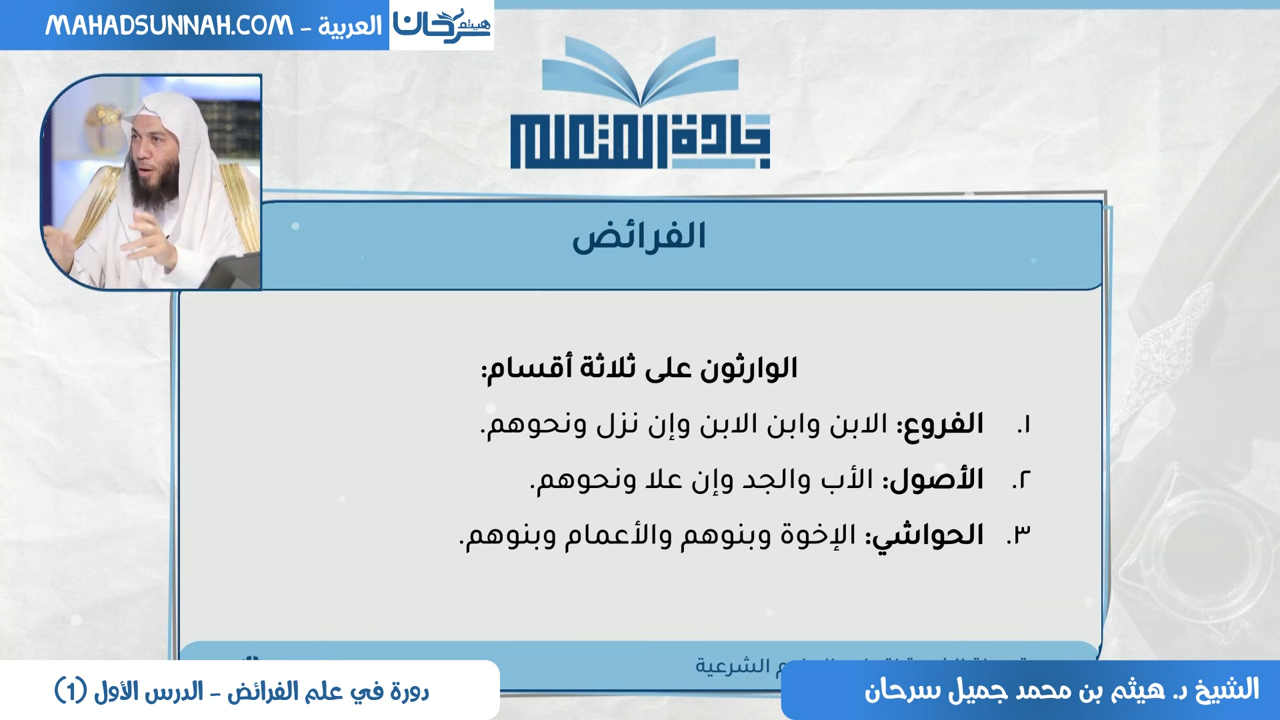 العربية - MAHADSUNNAH.COM
هيثم سرحان
جادة المتعلم
الفرائض
الوارثون على ثلاثة أقسام:
١. الفروع: الابن وابن الابن وإن نزل ونحوهم.
٢. الأصول: الأب والجد وإن علا ونحوهم.
٣. الحواشي: الإخوة وبنوهم والأعمام وبنوهم.
الشرعية
الشيخ د. هيثم بن محمد جميل سرحان
دورة في علم الفرائض - الدرس الأول (1)